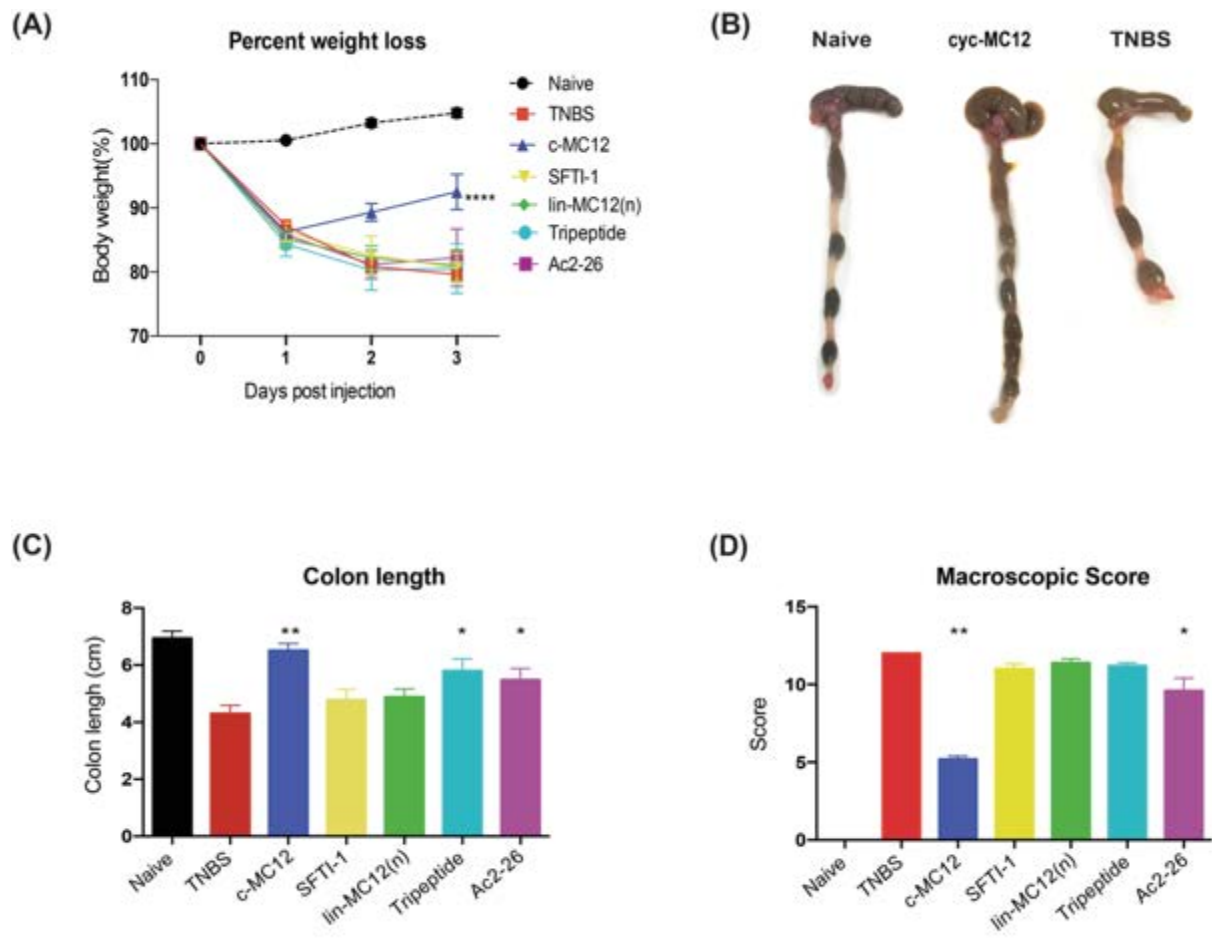 (A)
Percent weight loss
Body weight(%)
110
100
90
80
70
0 1 2 3
Days post injection
****
Naive
TNBS
c-MC12
SFTI-1
lin-MC12(n)
Tripeptide
Ac2-26
(B)
Naive cyc-MC12 TNBS
(C)
Colon length
Colon lengh (cm)
8
6
4
2
0
** * *
Naive TNBS c-MC12 SFTI-1 lin-MC12(n) Tripeptide Ac2-26
(D)
Macroscopic Score
Score
15
10
5
0
** *
Naive TNBS c-MC12 SFTI-1 lin-MC12(n) Tripeptide Ac2-26